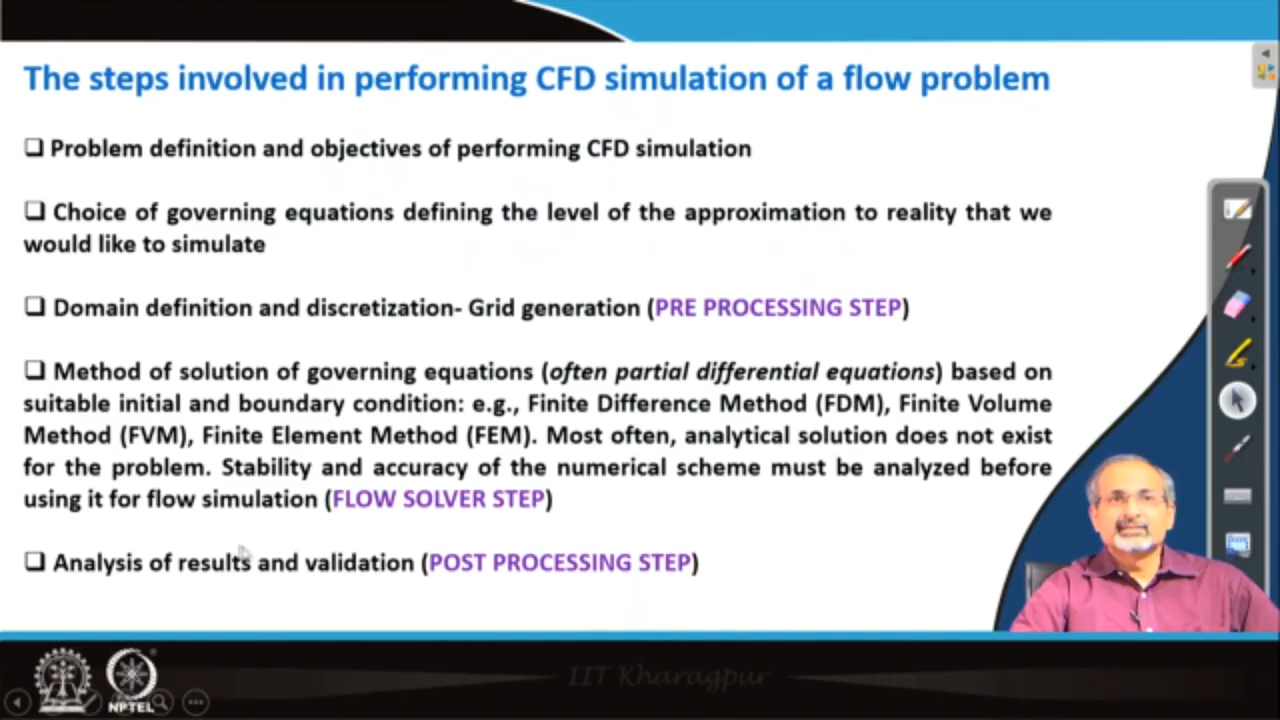 The steps involved in performing CFD simulation of a flow problem
❑ Problem definition and objectives of performing CFD simulation
❑ Choice of governing equations defining the level of the approximation to reality that we
would like to simulate
❑ Domain definition and discretization- Grid generation (PRE PROCESSING STEP)
❑ Method of solution of governing equations (often partial differential equations) based on
suitable initial and boundary condition: e.g., Finite Difference Method (FDM), Finite Volume
Method (FVM), Finite Element Method (FEM). Most often, analytical solution does not exist
for the problem. Stability and accuracy of the numerical scheme must be analyzed before
using it for flow simulation (FLOW SOLVER STEP)
❑ Analysis of results and validation (POST PROCESSING STEP)
IIT Kharagpur
NPTEL